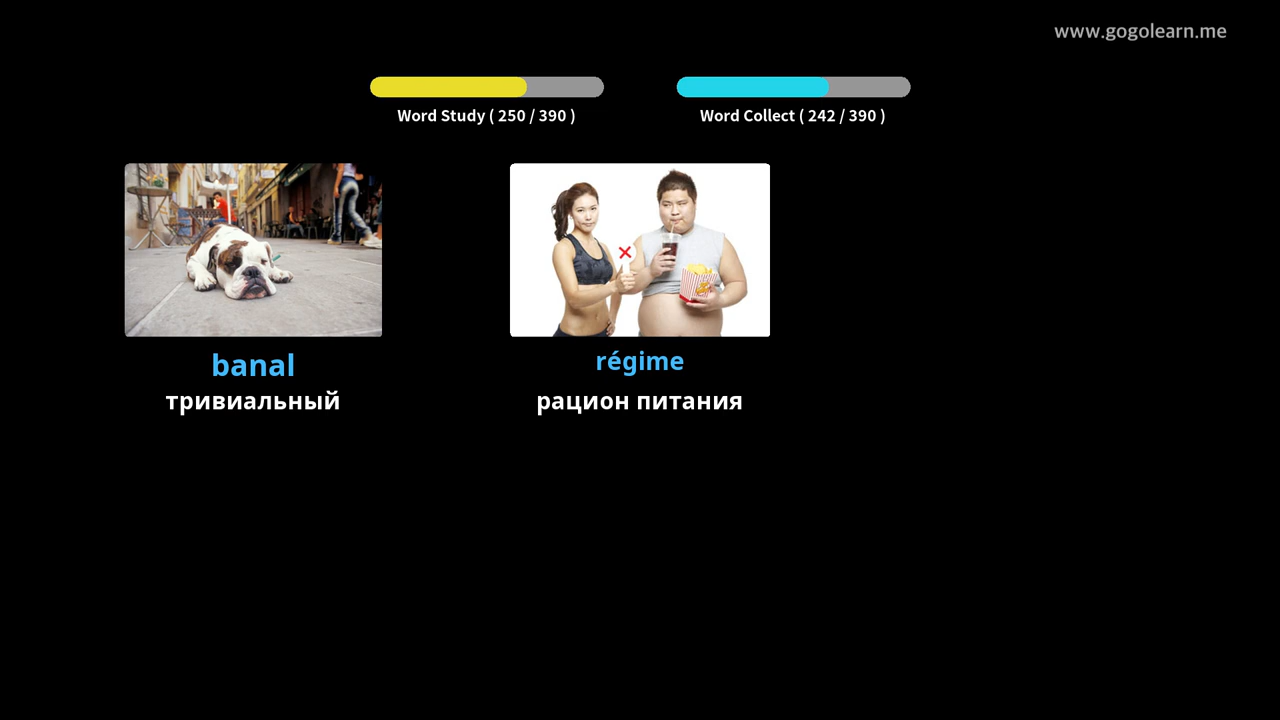 www.gogolearn.me
Word Study ( 250 / 390 )
Word Collect ( 242 / 390 )
banal
régime
тривиальный
рацион питания